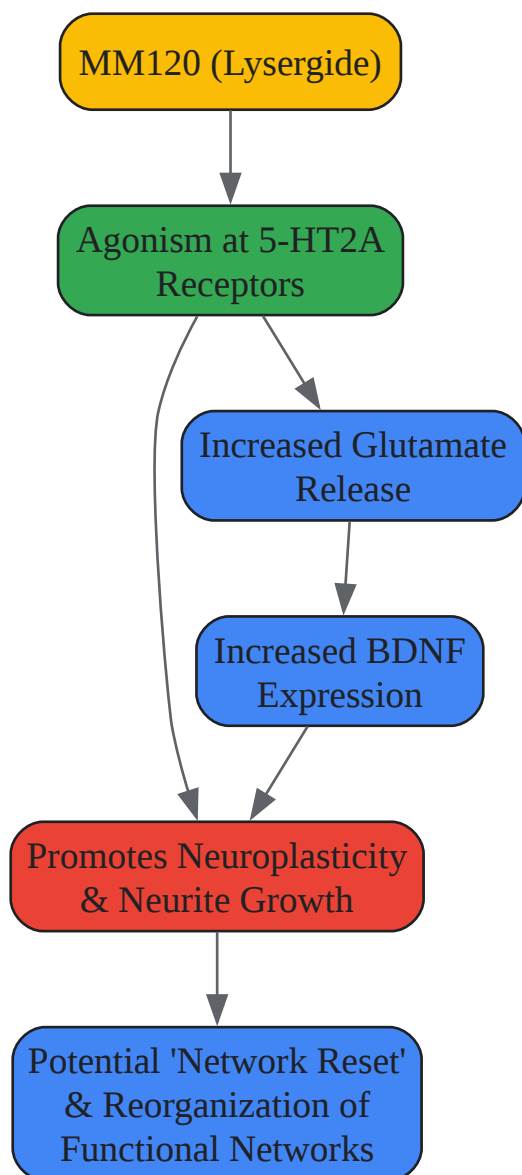 MM120 (Lysergide)
Agonism at 5-HT2A
Receptors
Increased Glutamate
Release
Increased BDNF
Expression
Promotes Neuroplasticity
& Neurite Growth
Potential 'Network Reset'
& Reorganization of
Functional Networks